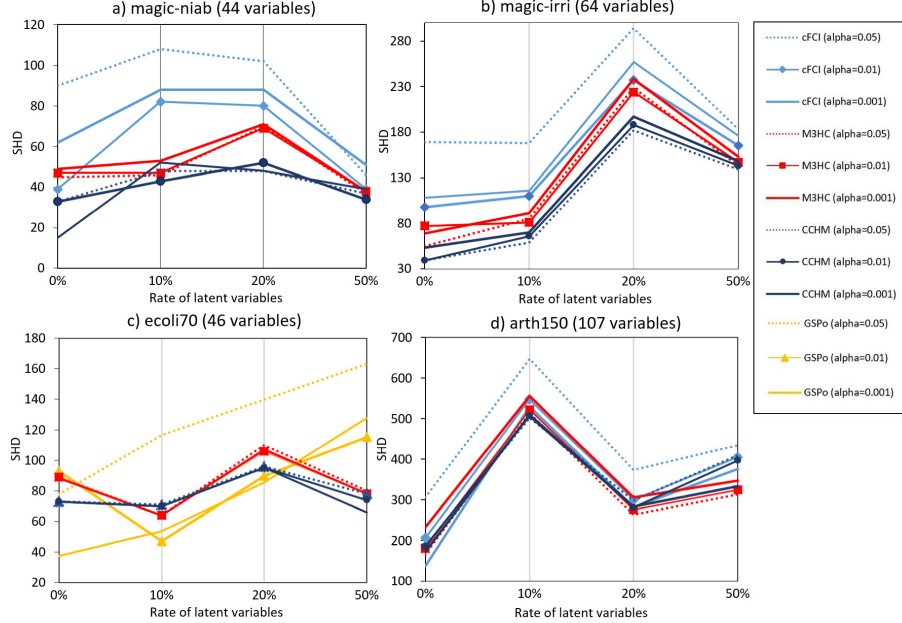 a) magic-niab (44 variables)
120
100
80
60
40
20
0
SHD
0% 10% 20% 50%
Rate of latent variables
b) magic-irri (64 variables)
280
230
180
130
80
30
SHD
0% 10% 20% 50%
Rate of latent variables
c) ecoli70 (46 variables)
180
160
140
120
100
80
60
40
20
SHD
0% 10% 20% 50%
Rate of latent variables
d) arth150 (107 variables)
700
600
500
400
300
200
100
SHD
0% 10% 20% 50%
Rate of latent variables
cFCI (alpha=0.05)
cFCI (alpha=0.01)
cFCI (alpha=0.001)
M3HC (alpha=0.05)
M3HC (alpha=0.01)
M3HC (alpha=0.001)
CCHM (alpha=0.05)
CCHM (alpha=0.01)
CCHM (alpha=0.001)
GSPo (alpha=0.05)
GSPo (alpha=0.01)
GSPo (alpha=0.001)